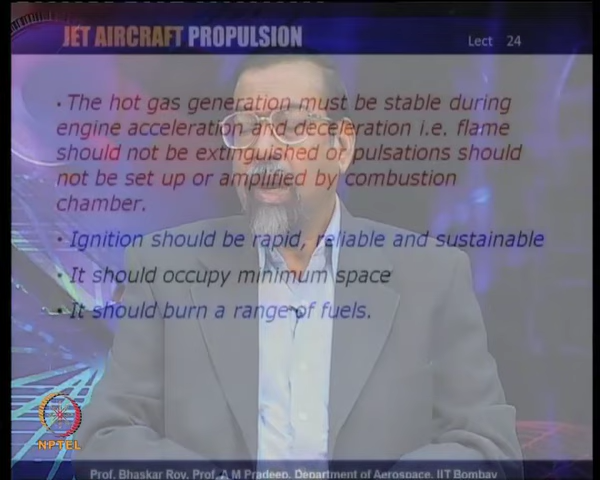 JET AIRCRAFT PROPULSION
Lect 24
• The hot gas generation must be stable during
engine acceleration and deceleration i.e. flame
should not be extinguished or pulsations should
not be set up or amplified by combustion
chamber.
• Ignition should be rapid, reliable and sustainable
• It should occupy minimum space
• It should burn a range of fuels.
NPTEL
Prof. Bhaskar Roy, Prof. A M Pradeep, Department of Aerospace, IIT Bombay